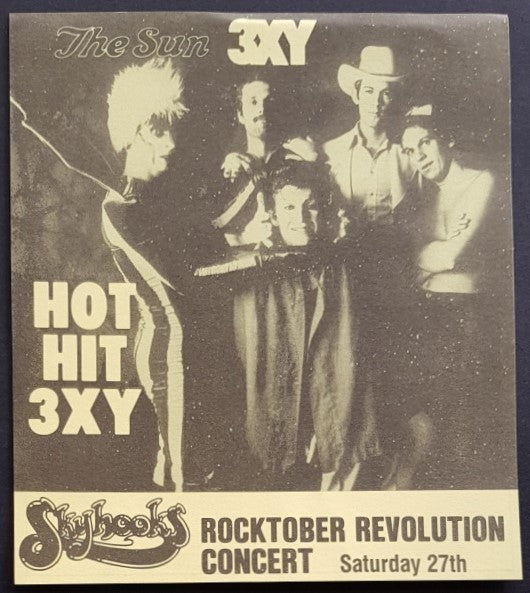 The Sun 3XY
HOT
HIT
3XY
Skyhooks
ROCKTOBER REVOLUTION
CONCERT Saturday 27th